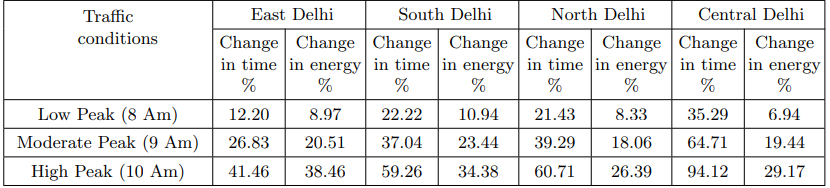 Traffic conditions East Delhi South Delhi North Delhi Central Delhi
Change in time % Change in energy % Change in time % Change in energy % Change in time % Change in energy % Change in time % Change in energy %
Low Peak (8 Am) 12.20 8.97 22.22 10.94 21.43 8.33 35.29 6.94
Moderate Peak (9 Am) 26.83 20.51 37.04 23.44 39.29 18.06 64.71 19.44
High Peak (10 Am) 41.46 38.46 59.26 34.38 60.71 26.39 94.12 29.17